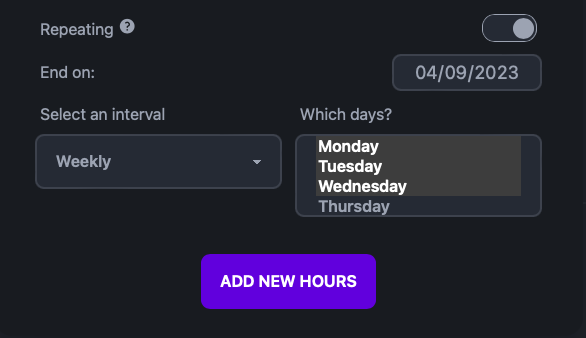 Repeating ?
End on:
04/09/2023
Select an interval
Which days?
Weekly
Monday
Tuesday
Wednesday
Thursday
ADD NEW HOURS